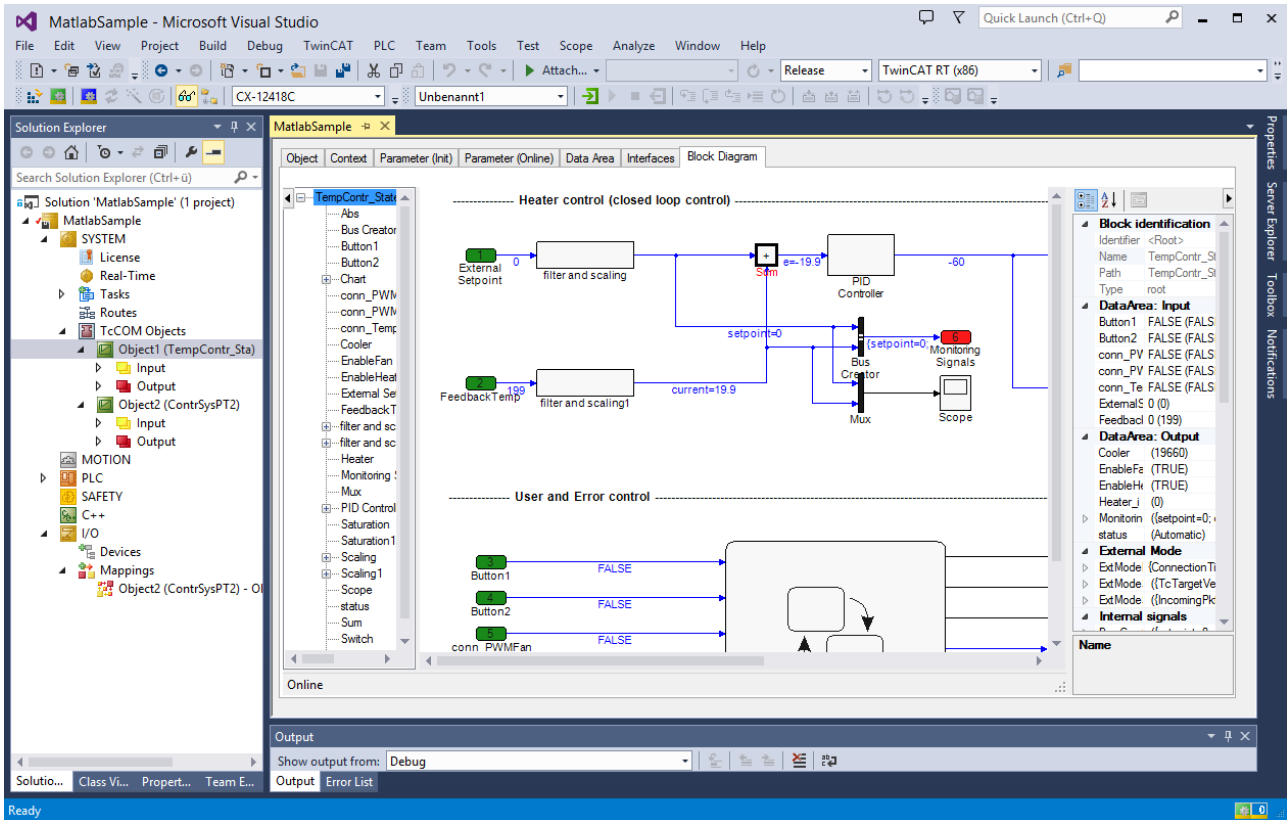 MatlabSample - Microsoft Visual Studio
Quick Launch (Ctrl+Q)
File Edit View Project Build Debug TwinCAT PLC Team Tools Test Scope Analyze Window Help
Attach... Release TwinCAT RT (x86)
CX-12418C Unbenannt1
Solution Explorer
Search Solution Explorer (Ctrl+ü)
Solution 'MatlabSample' (1 project)
MatlabSample
SYSTEM
License
Real-Time
Tasks
Routes
TcCOM Objects
Object1 (TempContr_Sta)
Input
Output
Object2 (ContrSysPT2)
Input
Output
MOTION
PLC
SAFETY
C++
I/O
Devices
Mappings
Object2 (ContrSysPT2) - Ol
Solutio... Class Vi... Propert... Team E...
MatlabSample
Object Context Parameter (Init) Parameter (Online) Data Area Interfaces Block Diagram
TempContr_State
Abs
Bus Creator
Button1
Button2
Chart
conn_PWM
conn_PWM
conn_Temp
Cooler
EnableFan
EnableHeat
External Set
FeedbackT
filter and sc
filter and sc
Heater
Monitoring S
Mux
PID Control
Saturation
Saturation1
Scaling
Scaling1
Scope
status
Sum
Switch
Online
Heater control (closed loop control)
1
External
Setpoint
0
filter and scaling
+
Sum
e=-19.9
PID
Controller
-60
setpoint=0
{setpoint=0;
Bus
Creator
6
Monitoring
Signals
2
FeedbackTemp
199
filter and scaling1
current=19.9
Mux
Scope
User and Error control
3
Button1
FALSE
4
Button2
FALSE
5
conn_PWMFan
FALSE
Block identification
Identifier <Root>
Name TempContr_St
Path TempContr_St
Type root
DataArea: Input
Button1 FALSE (FALS
Button2 FALSE (FALS
conn_PV FALSE (FALS
conn_PV FALSE (FALS
conn_Te FALSE (FALS
ExternalS 0 (0)
Feedbacl 0 (199)
DataArea: Output
Cooler (19660)
EnableFa (TRUE)
EnableHe (TRUE)
Heater_i (0)
Monitorin ({setpoint=0;
status (Automatic)
External Mode
ExtModel {ConnectionTi
ExtMode. ({TcTargetVe
ExtMode. ({IncomingPkt
Internal signals
Name
Properties
Server Explorer
Toolbox
Notifications
Output
Show output from: Debug
Output Error List
Ready
0